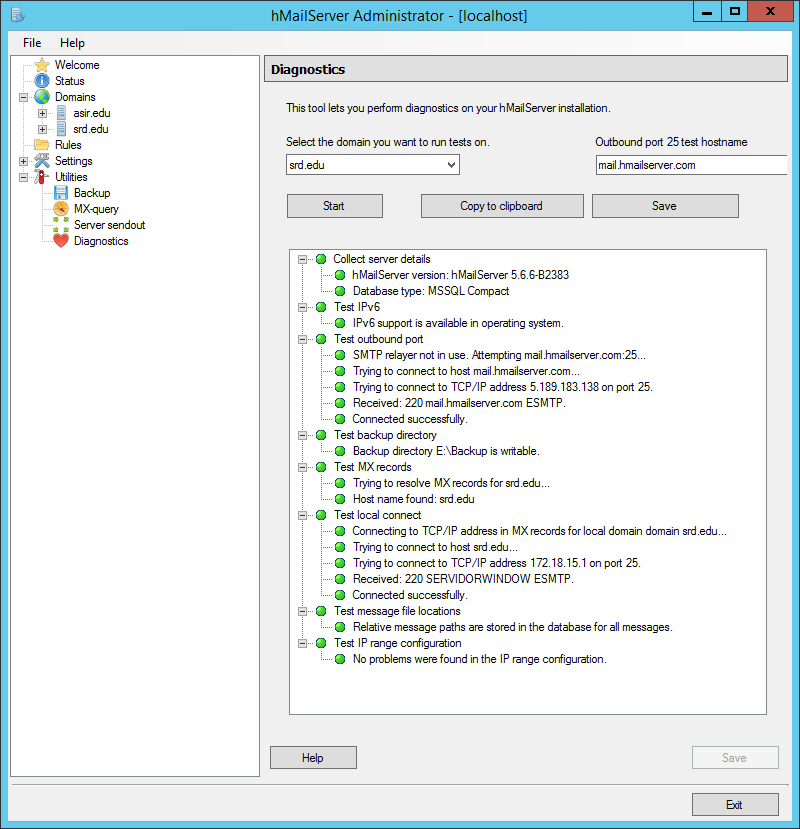 hMailServer Administrator - [localhost]
File Help
Welcome
Status
Domains
asir.edu
srd.edu
Rules
Settings
Utilities
Backup
MX-query
Server sendout
Diagnostics
Diagnostics
This tool lets you perform diagnostics on your hMailServer installation.
Select the domain you want to run tests on.
Outbound port 25 test hostname
srd.edu
mail.hmailserver.com
Start
Copy to clipboard
Save
Collect server details
hMailServer version: hMailServer 5.6.6-B2383
Database type: MSSQL Compact
Test IPv6
IPv6 support is available in operating system.
Test outbound port
SMTP relayer not in use. Attempting mail.hmailserver.com:25...
Trying to connect to host mail.hmailserver.com...
Trying to connect to TCP/IP address 5.189.183.138 on port 25.
Received: 220 mail.hmailserver.com ESMTP.
Connected successfully.
Test backup directory
Backup directory E:\Backup is writable.
Test MX records
Trying to resolve MX records for srd.edu...
Host name found: srd.edu
Test local connect
Connecting to TCP/IP address in MX records for local domain domain srd.edu...
Trying to connect to host srd.edu...
Trying to connect to TCP/IP address 172.18.15.1 on port 25.
Received: 220 SERVIDORWINDOW ESMTP.
Connected successfully.
Test message file locations
Relative message paths are stored in the database for all messages.
Test IP range configuration
No problems were found in the IP range configuration.
Help
Save
Exit